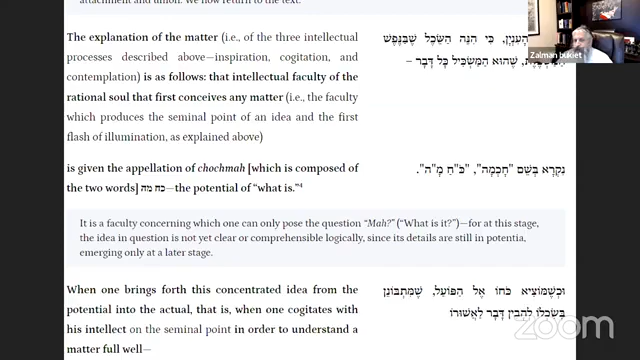 attachment and union. We now return to the text.
The explanation of the matter (i.e., of the three intellectual
processes described above—inspiration, cogitation, and
contemplation) is as follows: that intellectual faculty of the
rational soul that first conceives any matter (i.e., the faculty
which produces the seminal point of an idea and the first
flash of illumination, as explained above)
הָעִנְיָן, כִּי הִנֵּה הַשֵּׂכֶל שֶׁבַּנֶּפֶשׁ
שֶׁהוּא הַמַּשְׂכִּיל כָּל דָּבָר –
Zalman bukiet
is given the appellation of chochmah [which is composed of
the two words] כח מה—the potential of “what is.”4
נִקְרָא בְּשֵׁם "חָכְמָה", "כֹּ"חַ מָ"ה".
It is a faculty concerning which one can only pose the question “Mah?” (“What is it?”)—for at this stage,
the idea in question is not yet clear or comprehensible logically, since its details are still in potentia,
emerging only at a later stage.
When one brings forth this concentrated idea from the
potential into the actual, that is, when one cogitates with
his intellect on the seminal point in order to understand a
matter full well—
וּכְשֶׁמּוֹצִיא כֹּחוֹ אֶל הַפּוֹעַל, שֶׁמִּתְבּוֹנֵן
בְּשִׂכְלוֹ לְהָבִין דָּבָר לַאֲשׁוּרוֹ
zoom